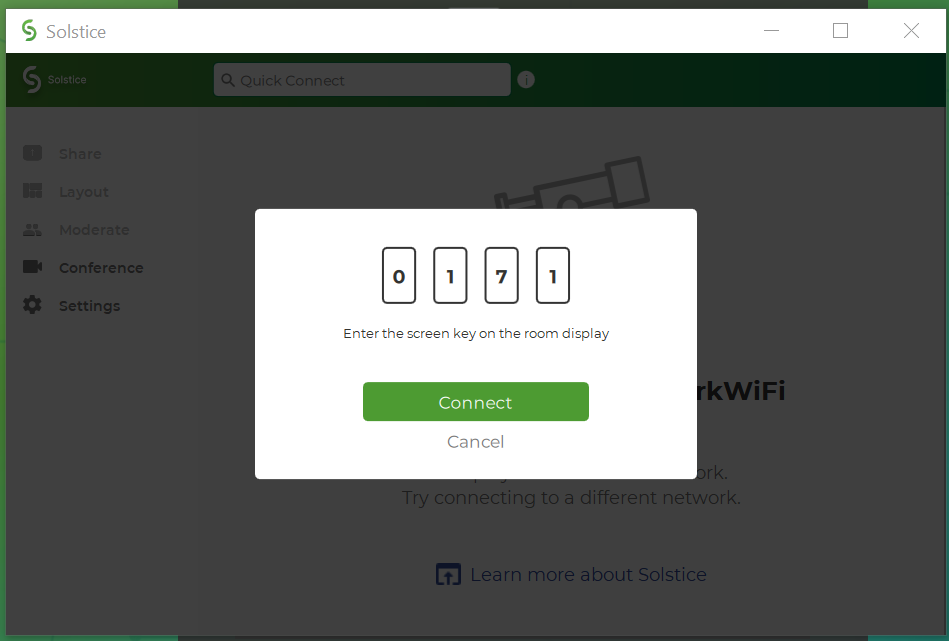 Solstice
Solstice
Quick Connect
Share
Layout
Moderate
Conference
Settings
0 1 7 1
Enter the screen key on the room display
Connect
Cancel
rkWiFi
ork.
Try connecting to a different network.
Learn more about Solstice